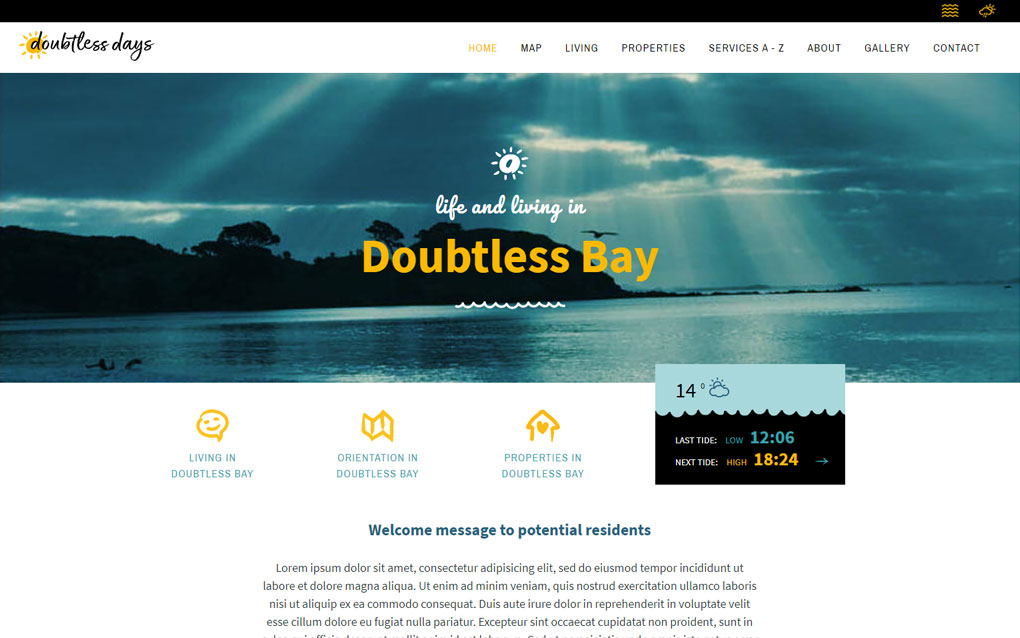 doubtless days
HOME MAP LIVING PROPERTIES SERVICES A - Z ABOUT GALLERY CONTACT
life and living in
Doubtless Bay
14 °
LAST TIDE: LOW 12:06
NEXT TIDE: HIGH 18:24 →
LIVING IN
DOUBTLESS BAY
ORIENTATION IN
DOUBTLESS BAY
PROPERTIES IN
DOUBTLESS BAY
Welcome message to potential residents
Lorem ipsum dolor sit amet, consectetur adipisicing elit, sed do eiusmod tempor incididunt ut
labore et dolore magna aliqua. Ut enim ad minim veniam, quis nostrud exercitation ullamco laboris
nisi ut aliquip ex ea commodo consequat. Duis aute irure dolor in reprehenderit in voluptate velit
esse cillum dolore eu fugiat nulla pariatur. Excepteur sint occaecat cupidatat non proident, sunt in